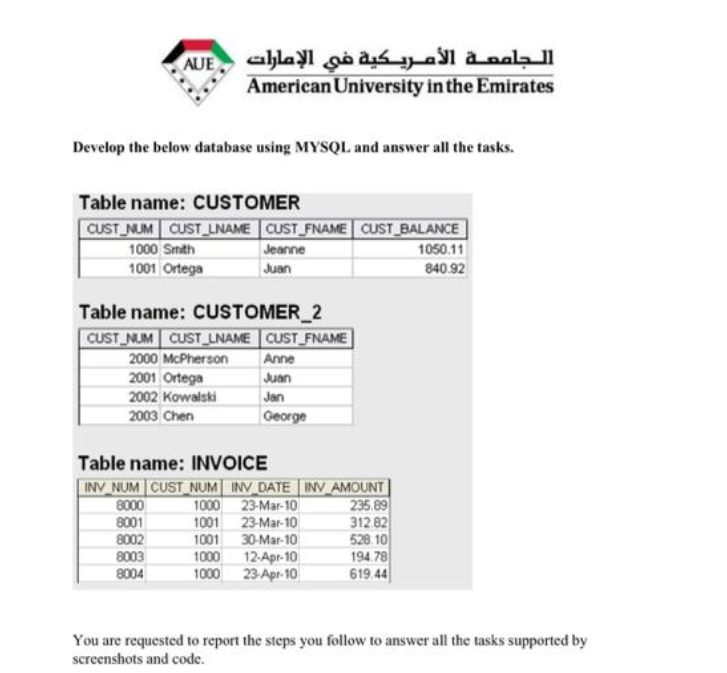 AUE
الجامعة الأمريكية في الإمارات
American University in the Emirates
Develop the below database using MYSQL and answer all the tasks.
Table name: CUSTOMER
CUST_NUM CUST_LNAME CUST_FNAME CUST_BALANCE
1000 Smith Jeanne 1050.11
1001 Ortega Juan 840.92
Table name: CUSTOMER_2
CUST_NUM CUST_LNAME CUST_FNAME
2000 McPherson Anne
2001 Ortega Juan
2002 Kowalski Jan
2003 Chen George
Table name: INVOICE
INV_NUM CUST_NUM INV_DATE INV_AMOUNT
8000 1000 23-Mar-10 235.89
8001 1001 23-Mar-10 312.82
8002 1001 30-Mar-10 528.10
8003 1000 12-Apr-10 194.78
8004 1000 23-Apr-10 619.44
You are requested to report the steps you follow to answer all the tasks supported by
screenshots and code.